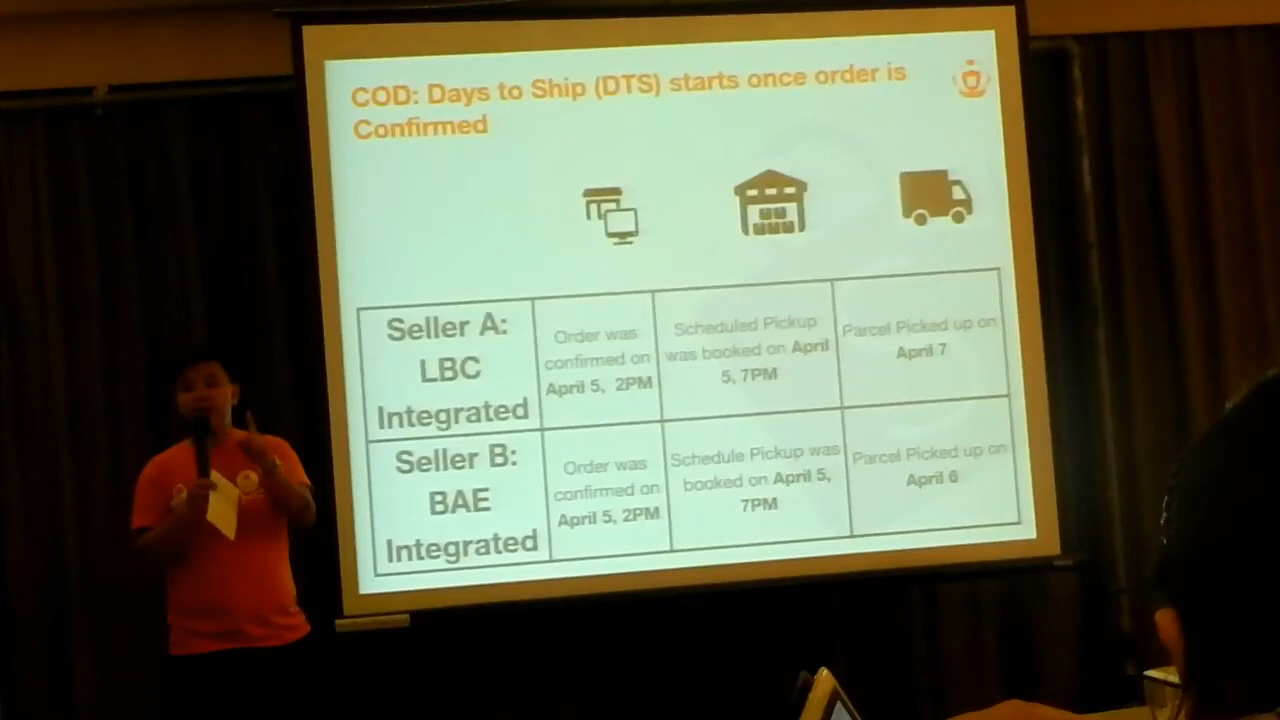 COD: Days to Ship (DTS) starts once order is
Confirmed
Seller A:
LBC
Integrated
Order was
confirmed on
April 5, 2PM
Scheduled Pickup
was booked on April
5, 7PM
Parcel Picked up on
April 7
Seller B:
BAE
Integrated
Order was
confirmed on
April 5, 2PM
Schedule Pickup was
booked on April 5,
7PM
Parcel Picked up on
April 6